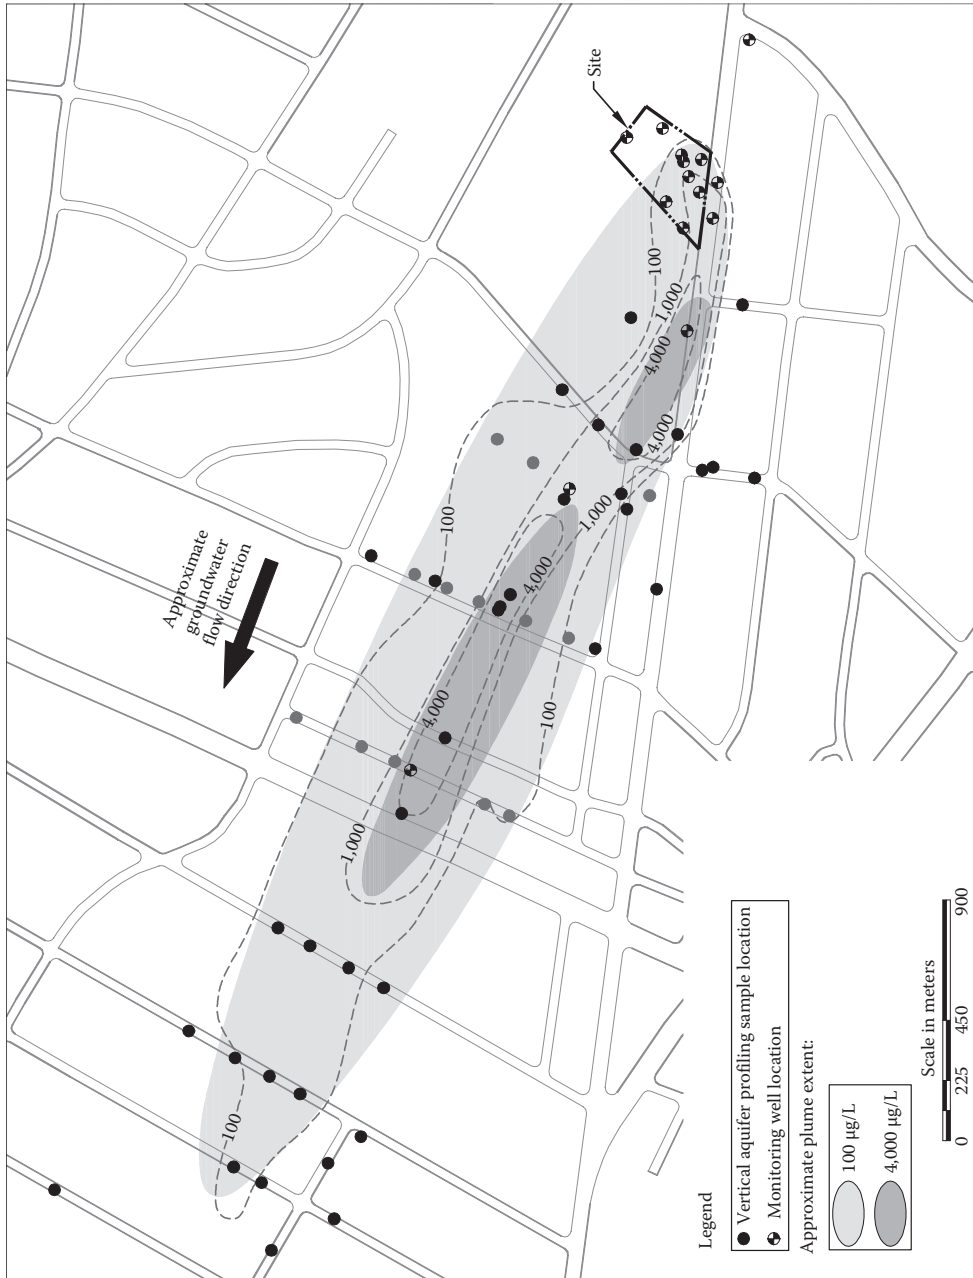 Site
Approximate
groundwater
flow direction
100
1,000
4,000
4,000
100
1,000
4,000
4,000
100
1,000
100
Legend
Vertical aquifer profiling sample location
Monitoring well location
Approximate plume extent:
100 µg/L
4,000 µg/L
Scale in meters
0 225 450 900